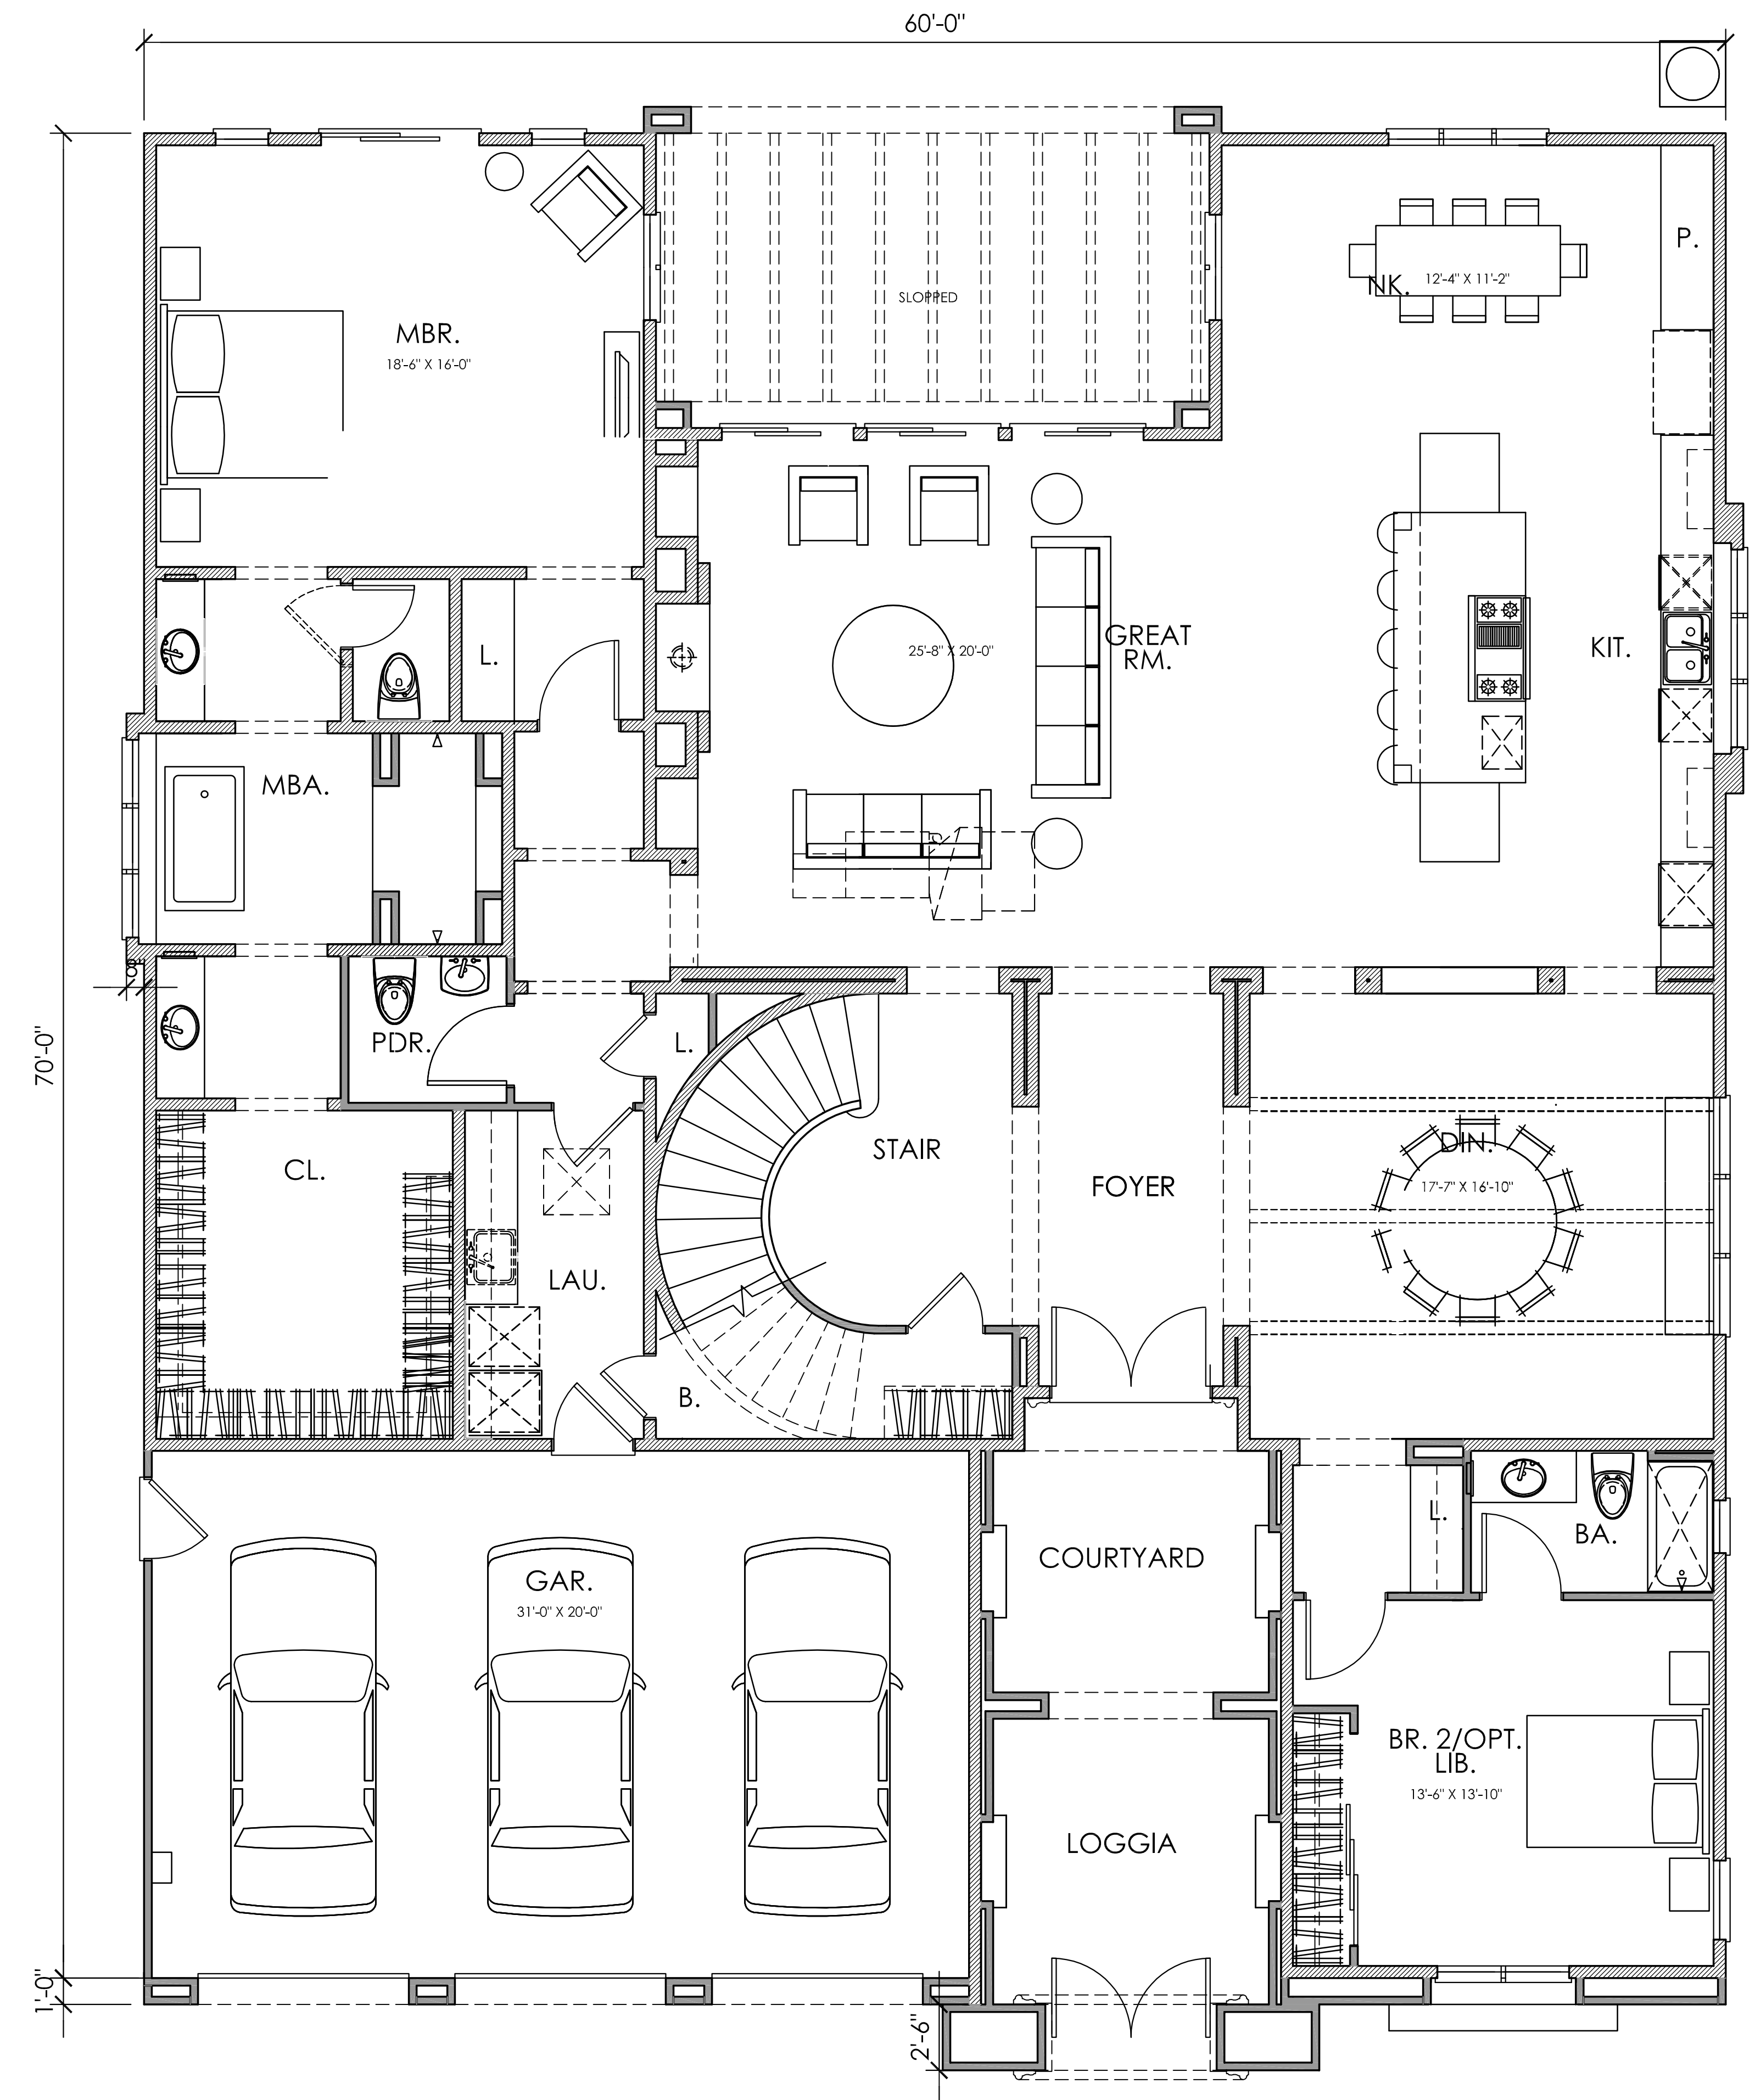 60'-0"
P.
NK.
12'-4" X 11'-2"
SLOPPED
MBR.
18'-6" X 16'-0"
GREAT
RM.
25'-8" X 20'-0"
KIT.
L.
MBA.
8"
70'-0"
PDR.
L.
STAIR
DIN.
17'-7" X 16'-10"
CL.
FOYER
LAU.
B.
L.
BA.
COURTYARD
GAR.
31'-0" X 20'-0"
BR. 2/OPT.
LIB.
13'-6" X 13'-10"
LOGGIA
1'-0"
2'-6"